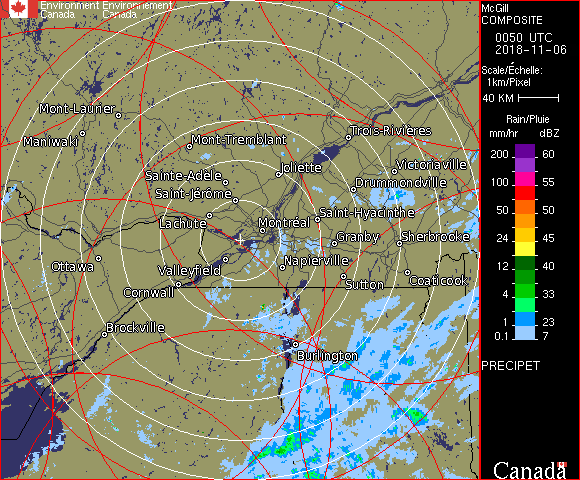 Environment Environnement
Canada Canada
McGill
COMPOSITE
0050 UTC
2018-11-06
Scale/Échelle:
1km/Pixel
40 KM
Rain/Pluie
mm/hr dBZ
200 60
150 60
100 55
50 50
24 45
12 40
4 33
1 23
0.1 7
PRECIPET
Canada
Mont-Laurier
Maniwaki
Mont-Tremblant
Trois-Rivières
Joliette
Victoriaville
Sainte-Adèle
Drummondville
Saint-Jérôme
Lachute
Saint-Hyacinthe
Montréal
Granby
Sherbrooke
Ottawa
Valleyfield
Napierville
Cornwall
Sutton
Coaticook
Brockville
Burlington